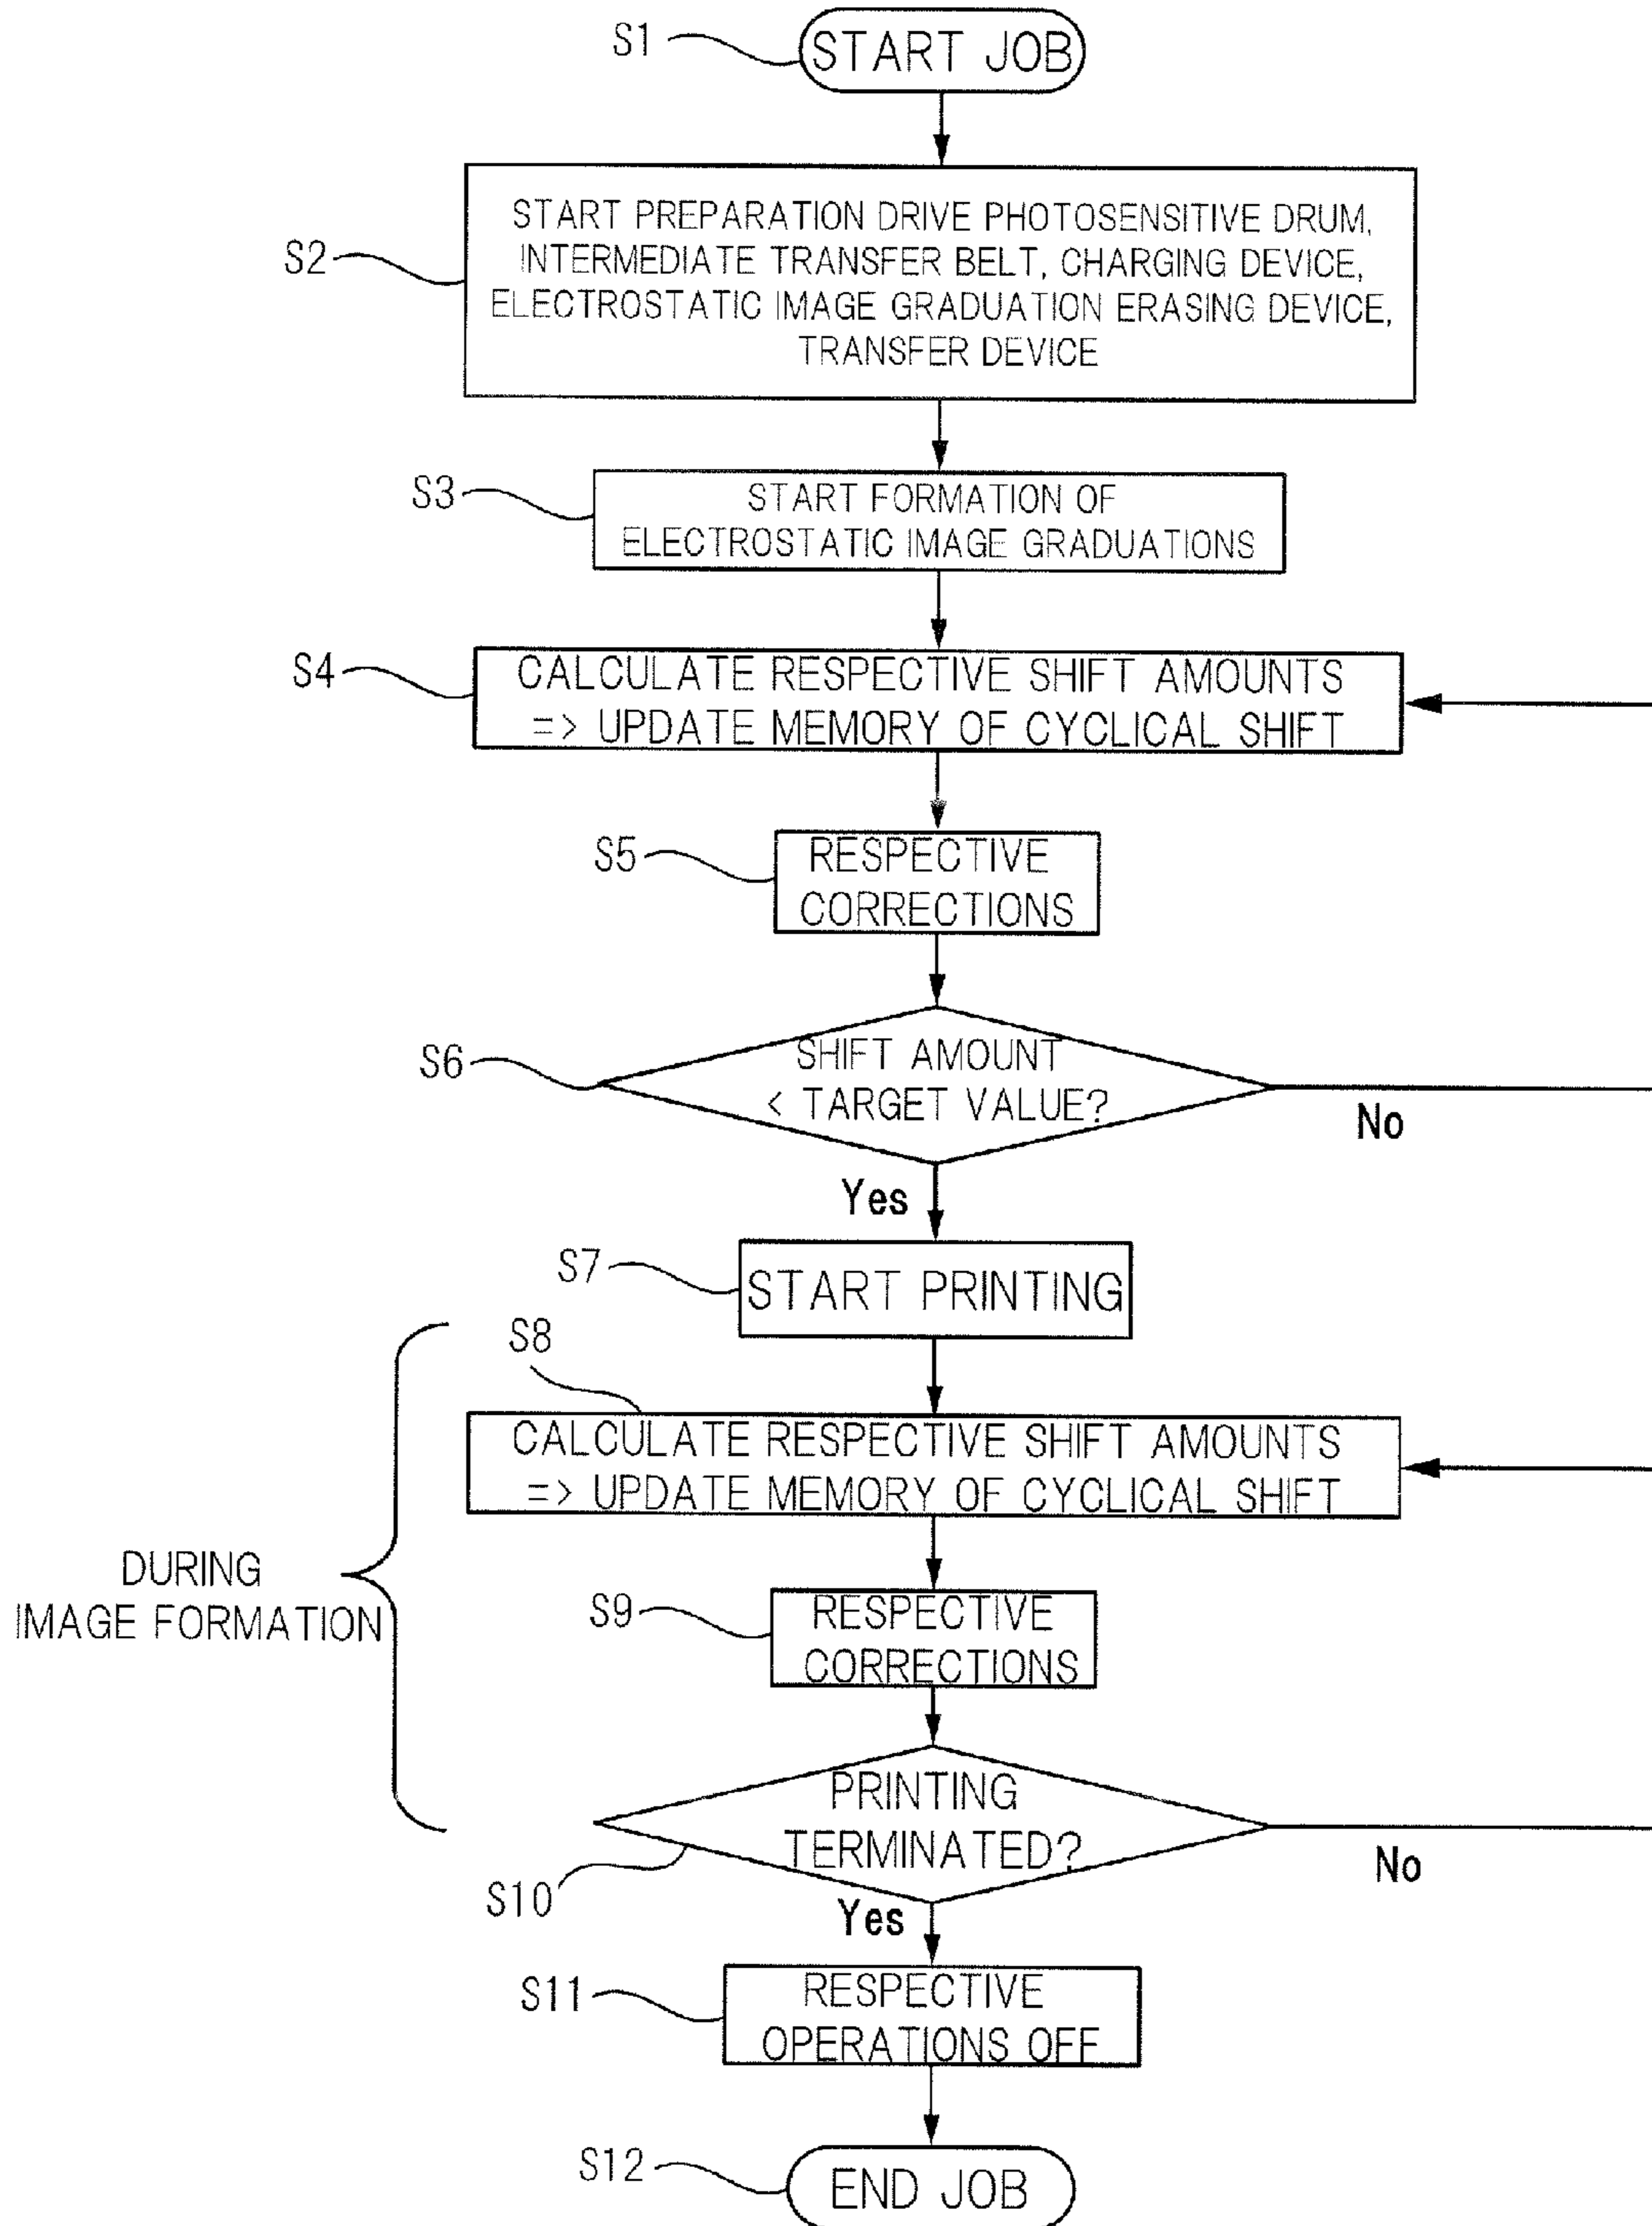 S1
START JOB
S2
START PREPARATION DRIVE PHOTOSENSITIVE DRUM,
INTERMEDIATE TRANSFER BELT, CHARGING DEVICE,
ELECTROSTATIC IMAGE GRADUATION ERASING DEVICE,
TRANSFER DEVICE
S3
START FORMATION OF
ELECTROSTATIC IMAGE GRADUATIONS
S4
CALCULATE RESPECTIVE SHIFT AMOUNTS
=> UPDATE MEMORY OF CYCLICAL SHIFT
S5
RESPECTIVE
CORRECTIONS
S6
SHIFT AMOUNT
< TARGET VALUE?
No
Yes
S7
START PRINTING
S8
CALCULATE RESPECTIVE SHIFT AMOUNTS
=> UPDATE MEMORY OF CYCLICAL SHIFT
DURING
IMAGE FORMATION
S9
RESPECTIVE
CORRECTIONS
PRINTING
TERMINATED?
No
S10
Yes
S11
RESPECTIVE
OPERATIONS OFF
S12
END JOB